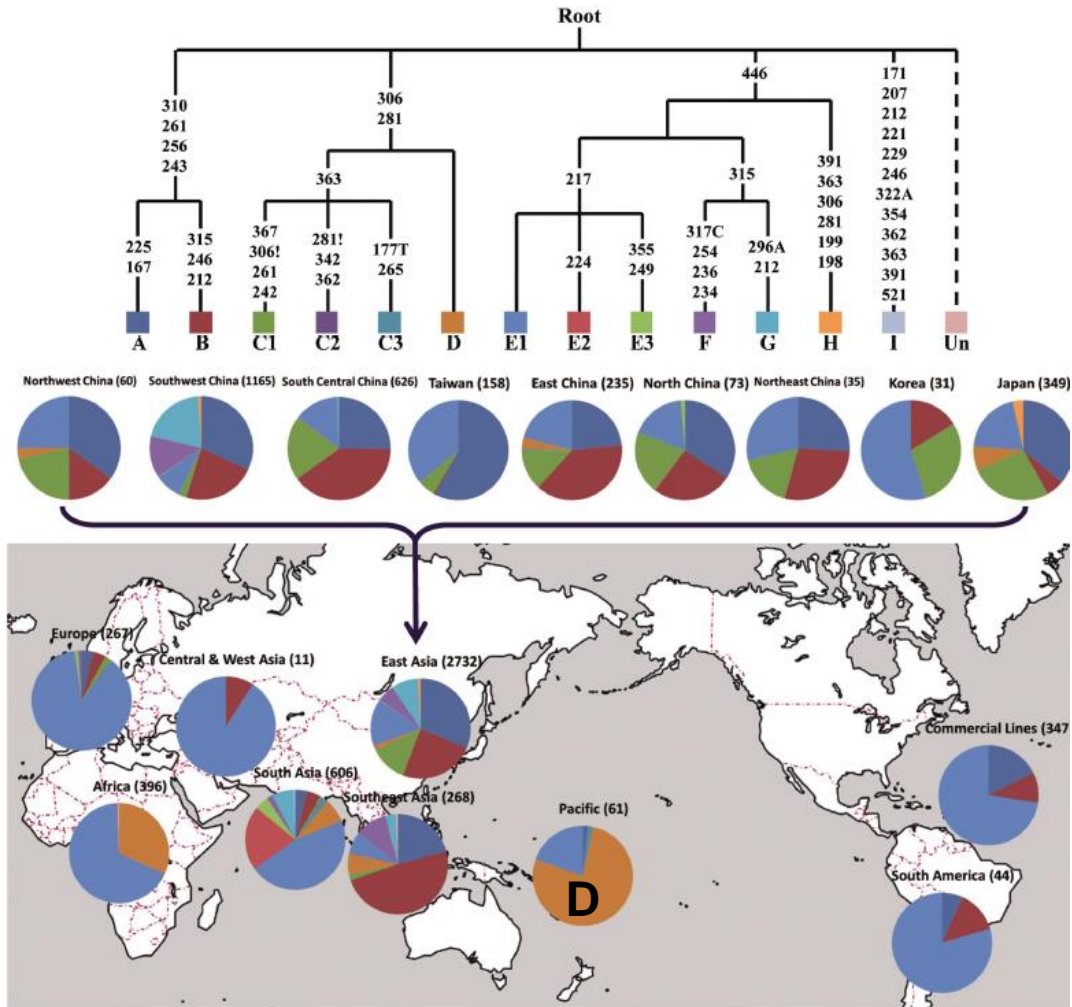 Root
310
261
256
243
306
281
446
171
207
212
221
229
246
322A
354
362
363
391
521
363
217
315
391
363
306
281
199
198
225
167
315
246
212
367
306!
261
242
281!
342
362
177T
265
224
355
249
317C
254
236
234
296A
212
A B C1 C2 C3 D E1 E2 E3 F G H I Un
Northwest China (60) Southwest China (1165) South Central China (626) Taiwan (158) East China (235) North China (73) Northeast China (35) Korea (31) Japan (349)
Europe (267)
Central & West Asia (11)
East Asia (2732)
Commercial Lines (347
South Asia (606)
Africa (396)
Southeast Asia (268)
Pacific (61)
D
South America (44)